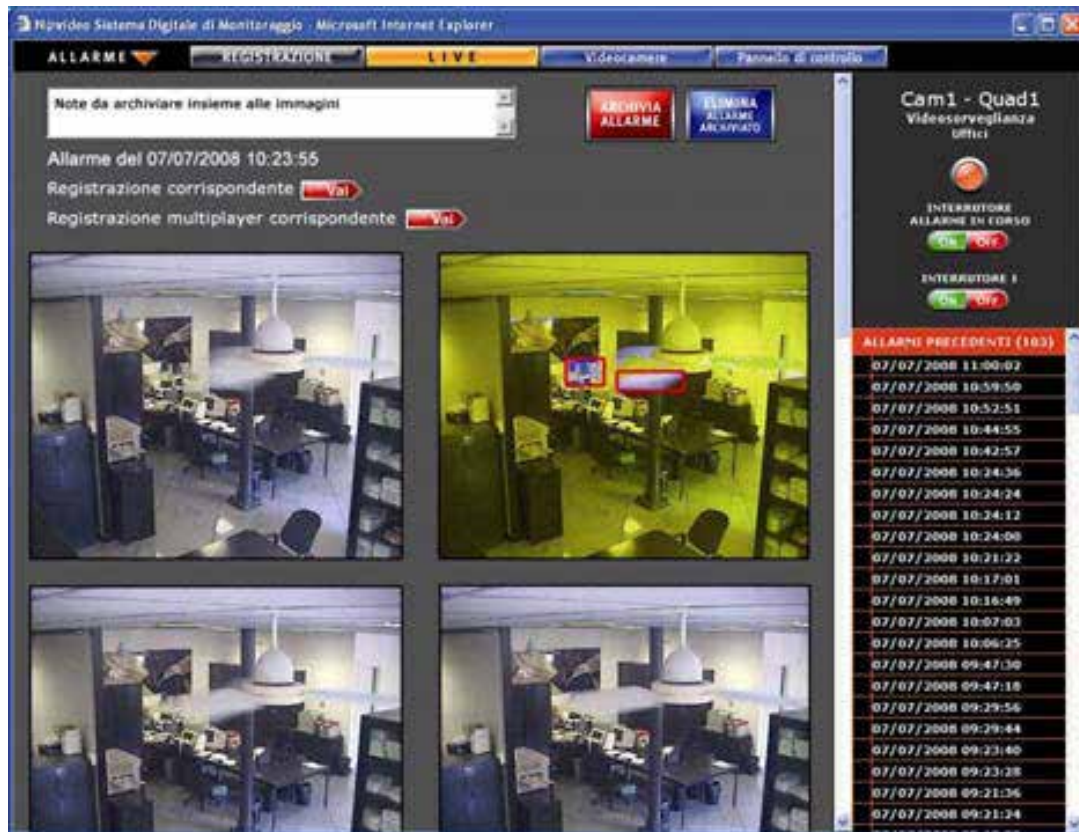 Nipvideo Sistema Digitale di Monitoraggio - Microsoft Internet Explorer
ALLARME
REGISTRAZIONE
LIVE
Videocamere
Pannello di controllo
Note da archiviare insieme alle immagini
ARCHIVIA
ALLARME
ELIMINA
ALLARME
ARCHIVIATO
Allarme del 07/07/2008 10:23:55
Registrazione corrispondente Vai
Registrazione multiplayer corrispondente Vai
Cam1 - Quad1
Videosorveglianza
Uffici
INTERRUTORE
ALLARME IN CORSO
On Off
INTERRUTORE 1
On Off
ALLARMI PRECEDENTI (103)
07/07/2008 11:00:02
07/07/2008 10:59:50
07/07/2008 10:52:51
07/07/2008 10:44:55
07/07/2008 10:42:57
07/07/2008 10:24:36
07/07/2008 10:24:24
07/07/2008 10:24:12
07/07/2008 10:24:00
07/07/2008 10:21:22
07/07/2008 10:17:01
07/07/2008 10:16:49
07/07/2008 10:07:03
07/07/2008 10:06:25
07/07/2008 09:47:30
07/07/2008 09:47:18
07/07/2008 09:29:56
07/07/2008 09:29:44
07/07/2008 09:23:40
07/07/2008 09:23:28
07/07/2008 09:21:36
07/07/2008 09:21:24